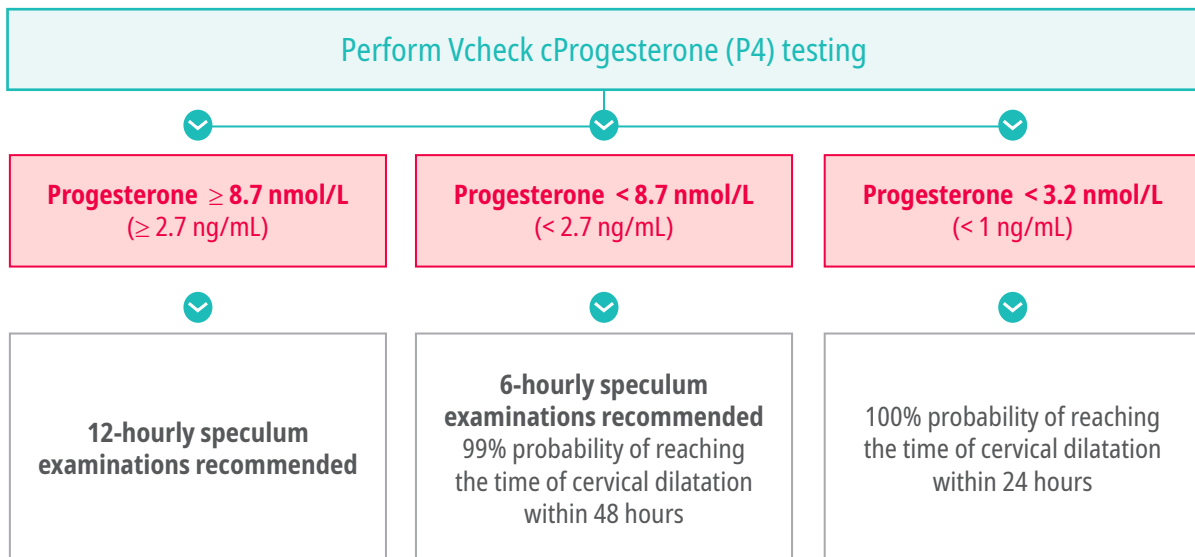 Perform Vcheck cProgesterone (P4) testing
Progesterone ≥ 8.7 nmol/L
(≥ 2.7 ng/mL)
Progesterone < 8.7 nmol/L
(< 2.7 ng/mL)
Progesterone < 3.2 nmol/L
(< 1 ng/mL)
12-hourly speculum
examinations recommended
6-hourly speculum
examinations recommended
99% probability of reaching
the time of cervical dilatation
within 48 hours
100% probability of reaching
the time of cervical dilatation
within 24 hours